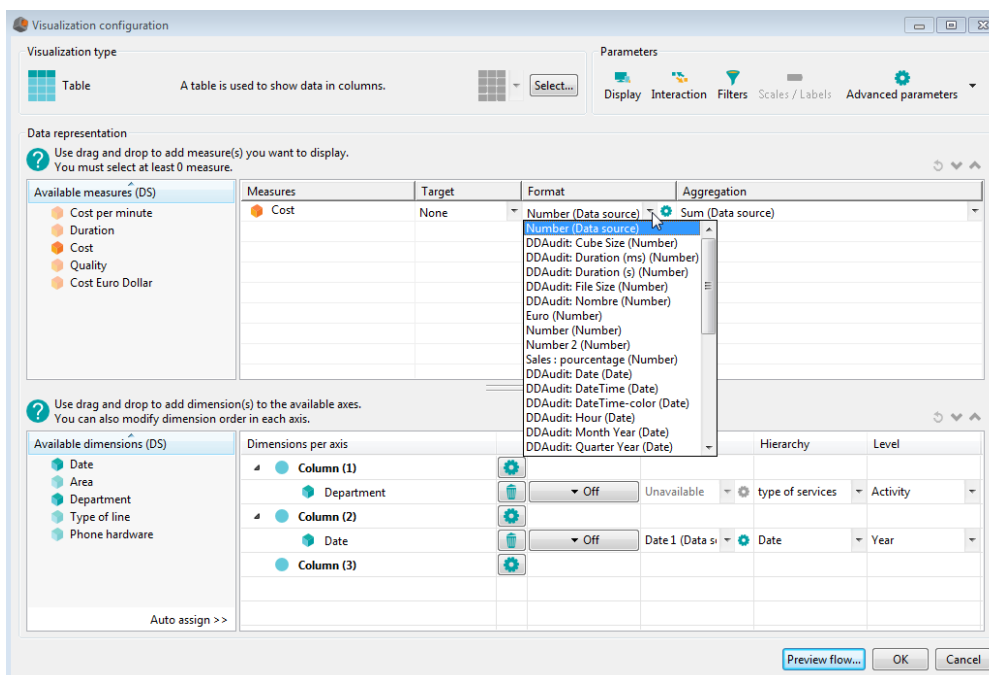 Visualization configuration
Visualization type
Parameters
Table
A table is used to show data in columns.
Select...
Display
Interaction
Filters
Scales / Labels
Advanced parameters
Data representation
Use drag and drop to add measure(s) you want to display.
You must select at least 0 measure.
Available measures (DS)
Measures
Target
Format
Aggregation
Cost per minute
Duration
Cost
Quality
Cost Euro Dollar
Cost
None
Number (Data source)
Sum (Data source)
Number (Data source)
DDAudit: Cube Size (Number)
DDAudit: Duration (ms) (Number)
DDAudit: Duration (s) (Number)
DDAudit: File Size (Number)
DDAudit: Nombre (Number)
Euro (Number)
Number (Number)
Number 2 (Number)
Sales : pourcentage (Number)
DDAudit: Date (Date)
DDAudit: DateTime (Date)
DDAudit: DateTime-color (Date)
DDAudit: Hour (Date)
DDAudit: Month Year (Date)
DDAudit: Quarter Year (Date)
Use drag and drop to add dimension(s) to the available axes.
You can also modify dimension order in each axis.
Available dimensions (DS)
Dimensions per axis
Hierarchy
Level
Date
Area
Department
Type of line
Phone hardware
Auto assign >>
Column (1)
Department
Off
Unavailable
type of services
Activity
Column (2)
Date
Off
Date 1 (Data s
Date
Year
Column (3)
Preview flow...
OK
Cancel